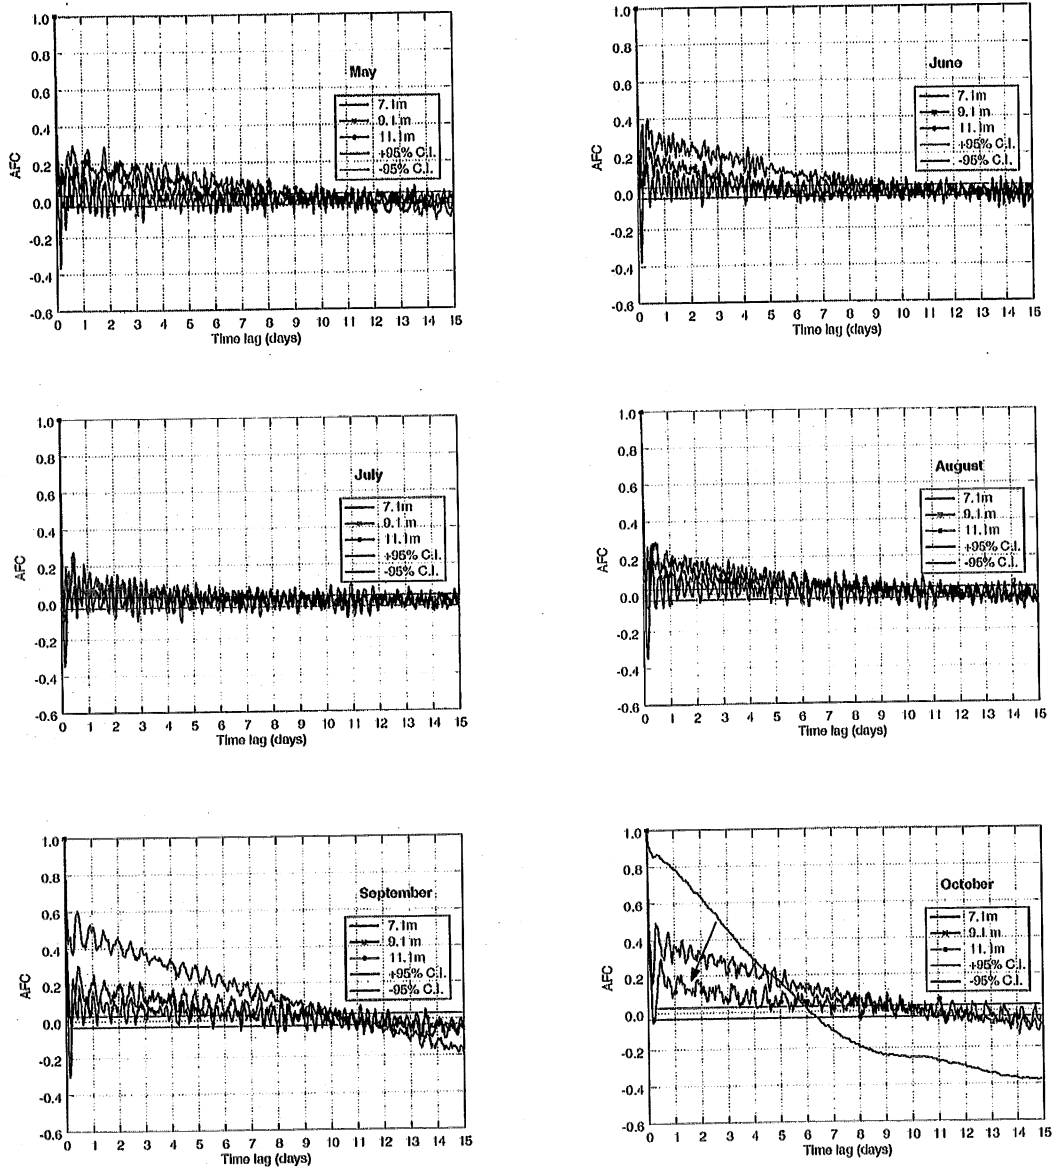 May
7.1m
9.1m
11.1m
+95% C.I.
-95% C.I.
AFC
1.0
0.8
0.6
0.4
0.2
0.0
-0.2
-0.4
-0.6
0 1 2 3 4 5 6 7 8 9 10 11 12 13 14 15
Time lag (days)
June
7.1m
9.1m
11.1m
+95% C.I.
-95% C.I.
AFC
1.0
0.8
0.6
0.4
0.2
0.0
-0.2
-0.4
-0.6
0 1 2 3 4 5 6 7 8 9 10 11 12 13 14 15
Time lag (days)
July
7.1m
9.1m
11.1m
+95% C.I.
-95% C.I.
AFC
1.0
0.8
0.6
0.4
0.2
0.0
-0.2
-0.4
-0.6
0 1 2 3 4 5 6 7 8 9 10 11 12 13 14 15
Time lag (days)
August
7.1m
9.1m
11.1m
+95% C.I.
-95% C.I.
AFC
1.0
0.8
0.6
0.4
0.2
0.0
-0.2
-0.4
-0.6
0 1 2 3 4 5 6 7 8 9 10 11 12 13 14 15
Time lag (days)
September
7.1m
9.1m
11.1m
+95% C.I.
-95% C.I.
AFC
1.0
0.8
0.6
0.4
0.2
0.0
-0.2
-0.4
-0.6
0 1 2 3 4 5 6 7 8 9 10 11 12 13 14 15
Time lag (days)
October
7.1m
9.1m
11.1m
+95% C.I.
-95% C.I.
AFC
1.0
0.8
0.6
0.4
0.2
0.0
-0.2
-0.4
-0.6
0 1 2 3 4 5 6 7 8 9 10 11 12 13 14 15
Time lag (days)